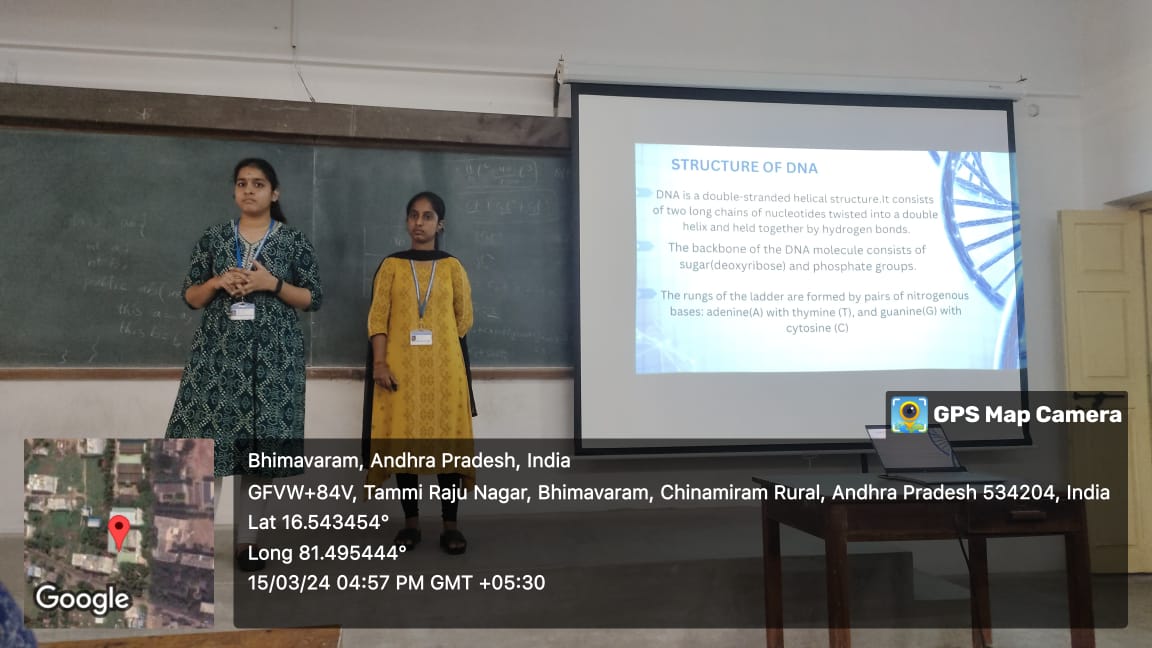 STRUCTURE OF DNA
DNA is a double-stranded helical structure.It consists
of two long chains of nucleotides twisted into a double
helix and held together by hydrogen bonds.
The backbone of the DNA molecule consists of
sugar(deoxyribose) and phosphate groups.
The rungs of the ladder are formed by pairs of nitrogenous
bases: adenine(A) with thymine (T), and guanine(G) with
cytosine (C)
GPS Map Camera
Bhimavaram, Andhra Pradesh, India
GFVW+84V, Tammi Raju Nagar, Bhimavaram, Chinamiram Rural, Andhra Pradesh 534204, India
Lat 16.543454°
Long 81.495444°
15/03/24 04:57 PM GMT +05:30
Google